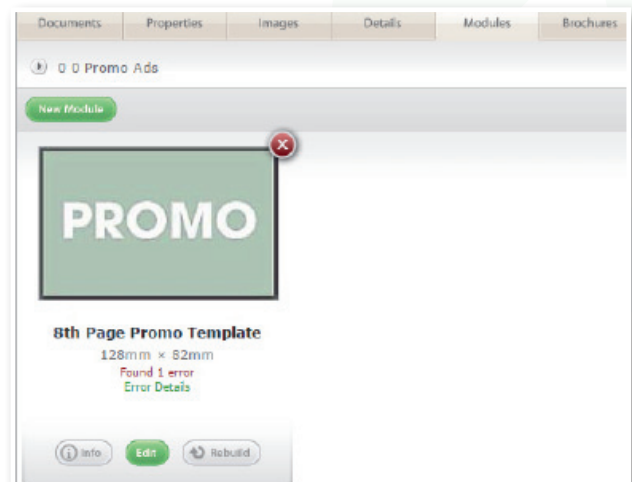 Documents Properties Images Details Modules Brochures
0 0 Promo Ads
New Module
X
PROMO
8th Page Promo Template
128mm × 82mm
Found 1 error
Error Details
i Info Edit Rebuild